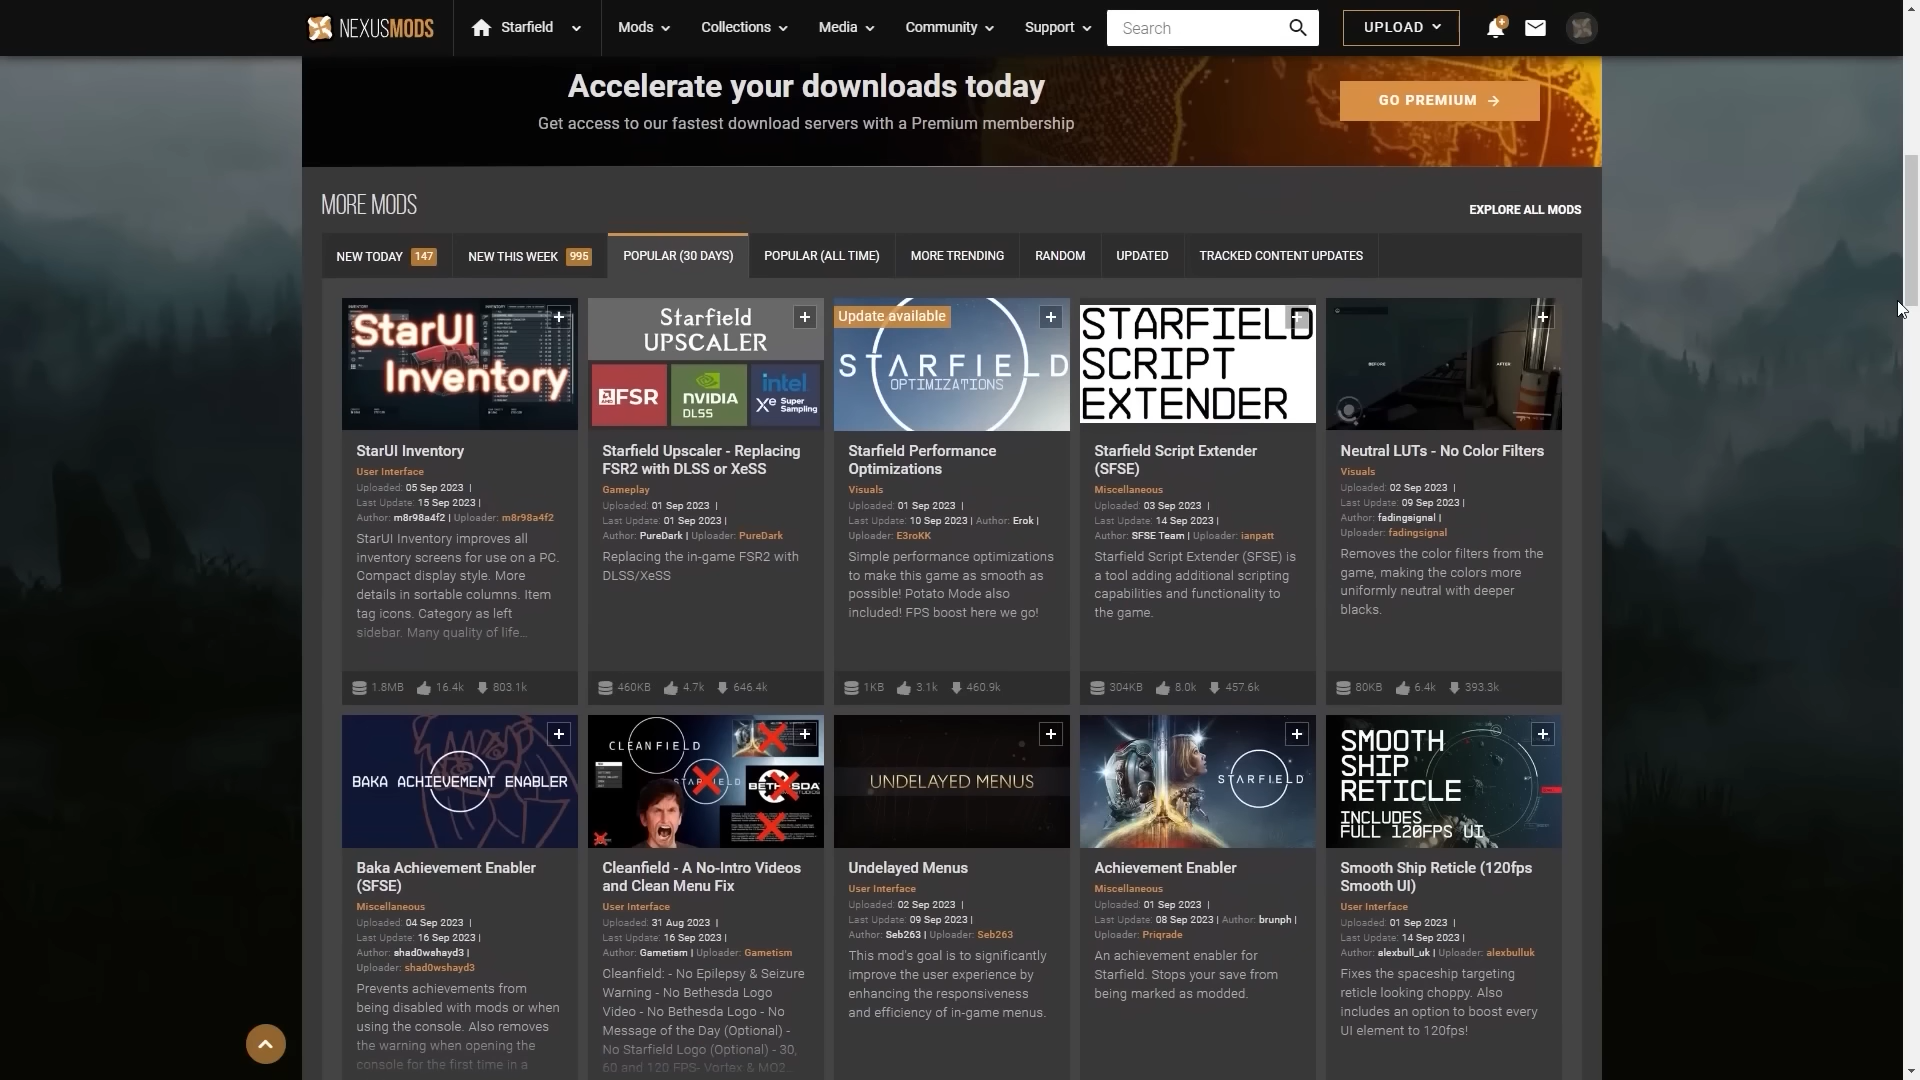 NEXUSMODS
Starfield
Mods
Collections
Media
Community
Support
Search
UPLOAD
Accelerate your downloads today
Get access to our fastest download servers with a Premium membership
GO PREMIUM
MORE MODS
EXPLORE ALL MODS
NEW TODAY 147
NEW THIS WEEK 995
POPULAR (30 DAYS)
POPULAR (ALL TIME)
MORE TRENDING
RANDOM
UPDATED
TRACKED CONTENT UPDATES
StarUI
Inventory
StarUI Inventory
User Interface
Uploaded: 05 Sep 2023 |
Last Update: 15 Sep 2023 |
Author: m8r98a4f2 | Uploader: m8r98a4f2
StarUI Inventory improves all
inventory screens for use on a PC.
Compact display style. More
details in sortable columns. Item
tag icons. Category as left
sidebar. Many quality of life...
1.8MB 16.4k 803.1k
Starfield
UPSCALER
AMD FSR
NVIDIA
DLSS
intel
Xe Super
Sampling
Starfield Upscaler - Replacing
FSR2 with DLSS or XeSS
Gameplay
Uploaded: 01 Sep 2023 |
Last Update: 01 Sep 2023 |
Author: PureDark | Uploader: PureDark
Replacing the in-game FSR2 with
DLSS/XeSS
460KB 4.7k 646.4k
Update available
STARFIELD
OPTIMIZATIONS
Starfield Performance
Optimizations
Visuals
Uploaded: 01 Sep 2023 |
Last Update: 10 Sep 2023 | Author: Erok |
Uploader: E3roKK
Simple performance optimizations
to make this game as smooth as
possible! Potato Mode also
included! FPS boost here we go!
1KB 3.1k 460.9k
STARFIELD
SCRIPT
EXTENDER
Starfield Script Extender
(SFSE)
Miscellaneous
Uploaded: 03 Sep 2023 |
Last Update: 14 Sep 2023 |
Author: SFSE Team | Uploader: ianpatt
Starfield Script Extender (SFSE) is
a tool adding additional scripting
capabilities and functionality to
the game.
304KB 8.0k 457.6k
BEFORE
AFTER
Neutral LUTs - No Color Filters
Visuals
Uploaded: 02 Sep 2023 |
Last Update: 09 Sep 2023 |
Author: fadingsignal |
Uploader: fadingsignal
Removes the color filters from the
game, making the colors more
uniformly neutral with deeper
blacks.
80KB 6.4k 393.3k
BAKA ACHIEVEMENT ENABLER
Baka Achievement Enabler
(SFSE)
Miscellaneous
Uploaded: 04 Sep 2023 |
Last Update: 16 Sep 2023 |
Author: shad0wshayd3 |
Uploader: shad0wshayd3
Prevents achievements from
being disabled with mods or when
using the console. Also removes
the warning when opening the
console for the first time in a
CLEANFIELD
STARFIELD
BETHESDA
Cleanfield - A No-Intro Videos
and Clean Menu Fix
User Interface
Uploaded: 31 Aug 2023 |
Last Update: 16 Sep 2023 |
Author: Gametism | Uploader: Gametism
Cleanfield: - No Epilepsy & Seizure
Warning - No Bethesda Logo
Video - No Bethesda Logo - No
Message of the Day (Optional) -
No Starfield Logo (Optional) - 30,
60 and 120 FPS- Vortex & MO2...
UNDELAYED MENUS
Undelayed Menus
User Interface
Uploaded: 02 Sep 2023 |
Last Update: 09 Sep 2023 |
Author: Seb263 | Uploader: Seb263
This mod's goal is to significantly
improve the user experience by
enhancing the responsiveness
and efficiency of in-game menus.
STARFIELD
Achievement Enabler
Miscellaneous
Uploaded: 01 Sep 2023 |
Last Update: 08 Sep 2023 | Author: brunph |
Uploader: Priqrade
An achievement enabler for
Starfield. Stops your save from
being marked as modded.
SMOOTH
SHIP
RETICLE
INCLUDES
FULL 120FPS UI
Smooth Ship Reticle (120fps
Smooth UI)
User Interface
Uploaded: 01 Sep 2023 |
Last Update: 14 Sep 2023 |
Author: alexbull_uk | Uploader: alexbulluk
Fixes the spaceship targeting
reticle looking choppy. Also
includes an option to boost every
UI element to 120fps!